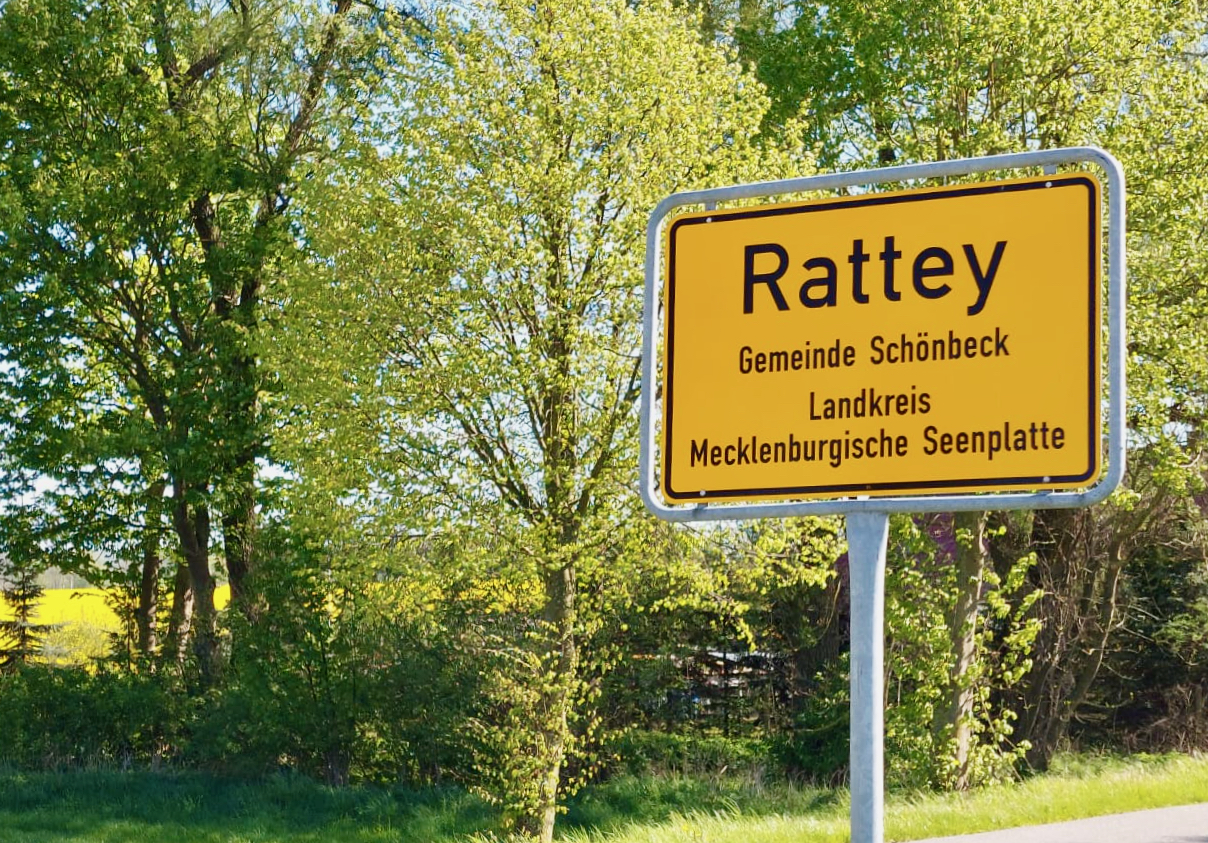 Rattey
Gemeinde Schönbeck
Landkreis
Mecklenburgische Seenplatte